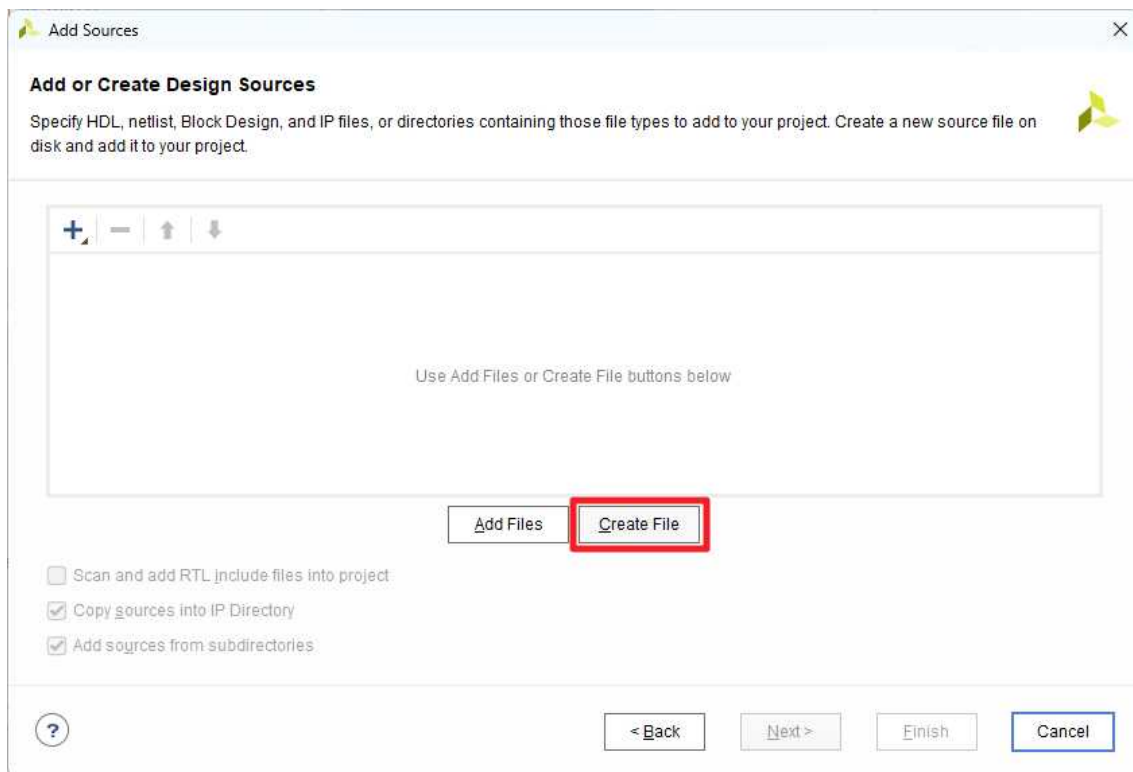 Add Sources
Add or Create Design Sources
Specify HDL, netlist, Block Design, and IP files, or directories containing those file types to add to your project. Create a new source file on
disk and add it to your project.
Use Add Files or Create File buttons below
Add Files
Create File
Scan and add RTL include files into project
Copy sources into IP Directory
Add sources from subdirectories
?
< Back
Next >
Finish
Cancel